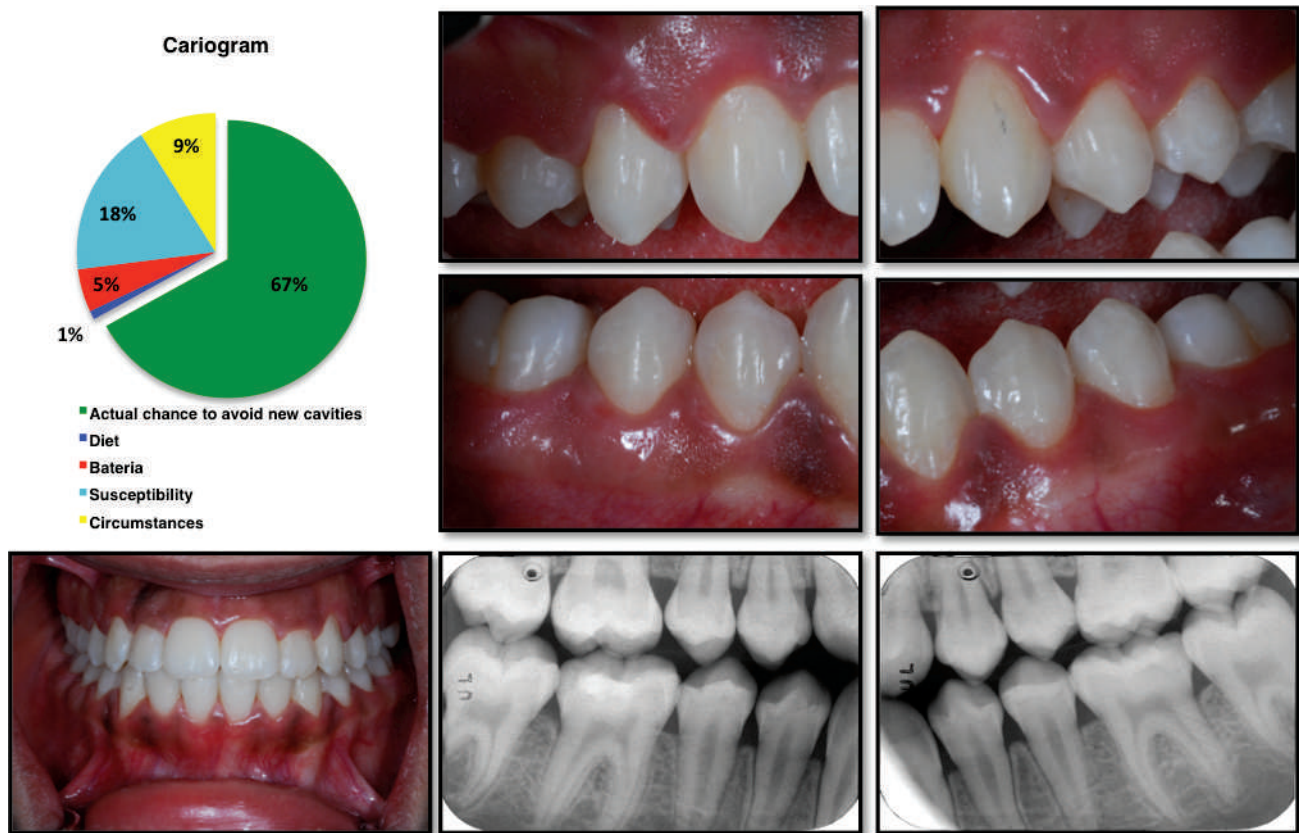 Cariogram
9%
18%
5%
67%
1%
Actual chance to avoid new cavities
Diet
Bateria
Susceptibility
Circumstances
U L
U L